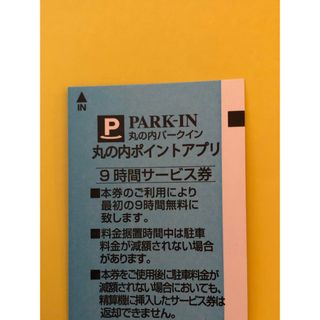 ▲
IN
P PARK-IN
丸の内パークイン
丸の内ポイントアプリ
9時間サービス券
■本券のご利用により
最初の9時間無料に
致します。
■料金据置時間中は駐車
料金が減額されない場合
があります。
■本券をご使用後に駐車料金が
減額されない場合においても、
精算機に挿入したサービス券は
返却できません。